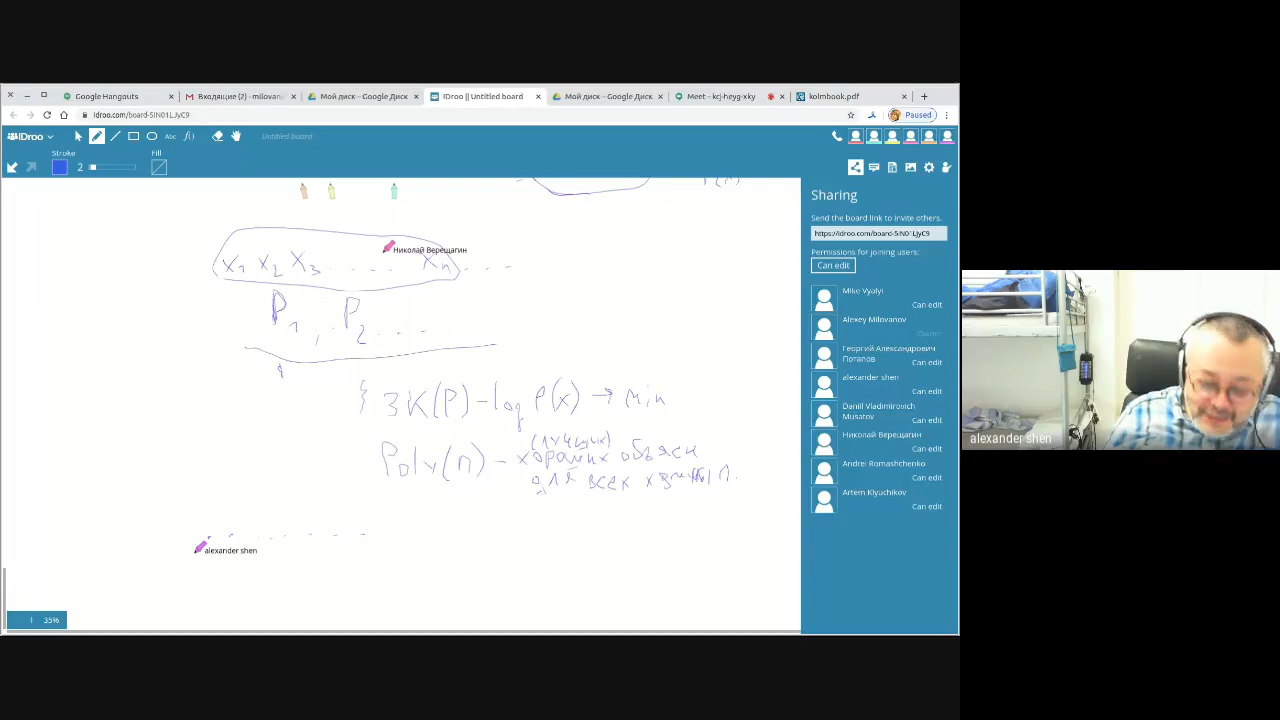 Google Hangouts
Входящие (2) - milovan
Мой диск – Google Диск
IDroo || Untitled board
Мой диск – Google Диск
Meet – kcj-heyg-xky
kolmbook.pdf
idroo.com/board-5iN01LJyC9
Paused
IDroo
Abc
f()
Untitled board
Stroke
2
Fill
Sharing
Send the board link to invite others.
https://idroo.com/board-5iN01LJyC9
Permissions for joining users:
Can edit
Mike Vyalyi
Can edit
Alexey Milovanov
Георгий Александрович
Потапов
Can edit
alexander shen
Can edit
Daniil Vladimirovich
Musatov
Can edit
Николай Верещагин
Can edit
Andrei Romashchenko
Can edit
Artem Klyuchikov
Can edit
Николай Верещагин
x₁ x₂ x₃ ..... xₙ ....
P₁, P₂ .....
3K(P) – log P(x) → min
(лучших)
Poly(n) – хороших объясн
для всех x длины n.
alexander shen
35%
alexander shen